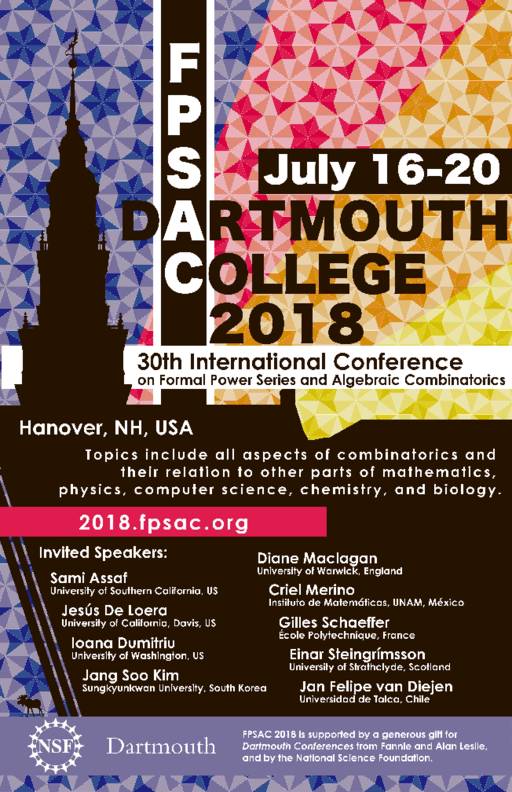 FPSAC
July 16-20
DARTMOUTH
COLLEGE
2018
30th International Conference
on Formal Power Series and Algebraic Combinatorics
Hanover, NH, USA
Topics include all aspects of combinatorics and
their relation to other parts of mathematics,
physics, computer science, chemistry, and biology.
2018.fpsac.org
Invited Speakers:
Sami Assaf
University of Southern California, US
Jesús De Loera
University of California, Davis, US
Ioana Dumitriu
University of Washington, US
Jang Soo Kim
Sungkyunkwan University, South Korea
Diane Maclagan
University of Warwick, England
Criel Merino
Instituto de Matemáticas, UNAM, México
Gilles Schaeffer
École Polytechnique, France
Einar Steingrímsson
University of Strathclyde, Scotland
Jan Felipe van Diejen
Universidad de Talca, Chile
NSF
Dartmouth
FPSAC 2018 is supported by a generous gift for
Dartmouth Conferences from Fannie and Alan Leslie,
and by the National Science Foundation.